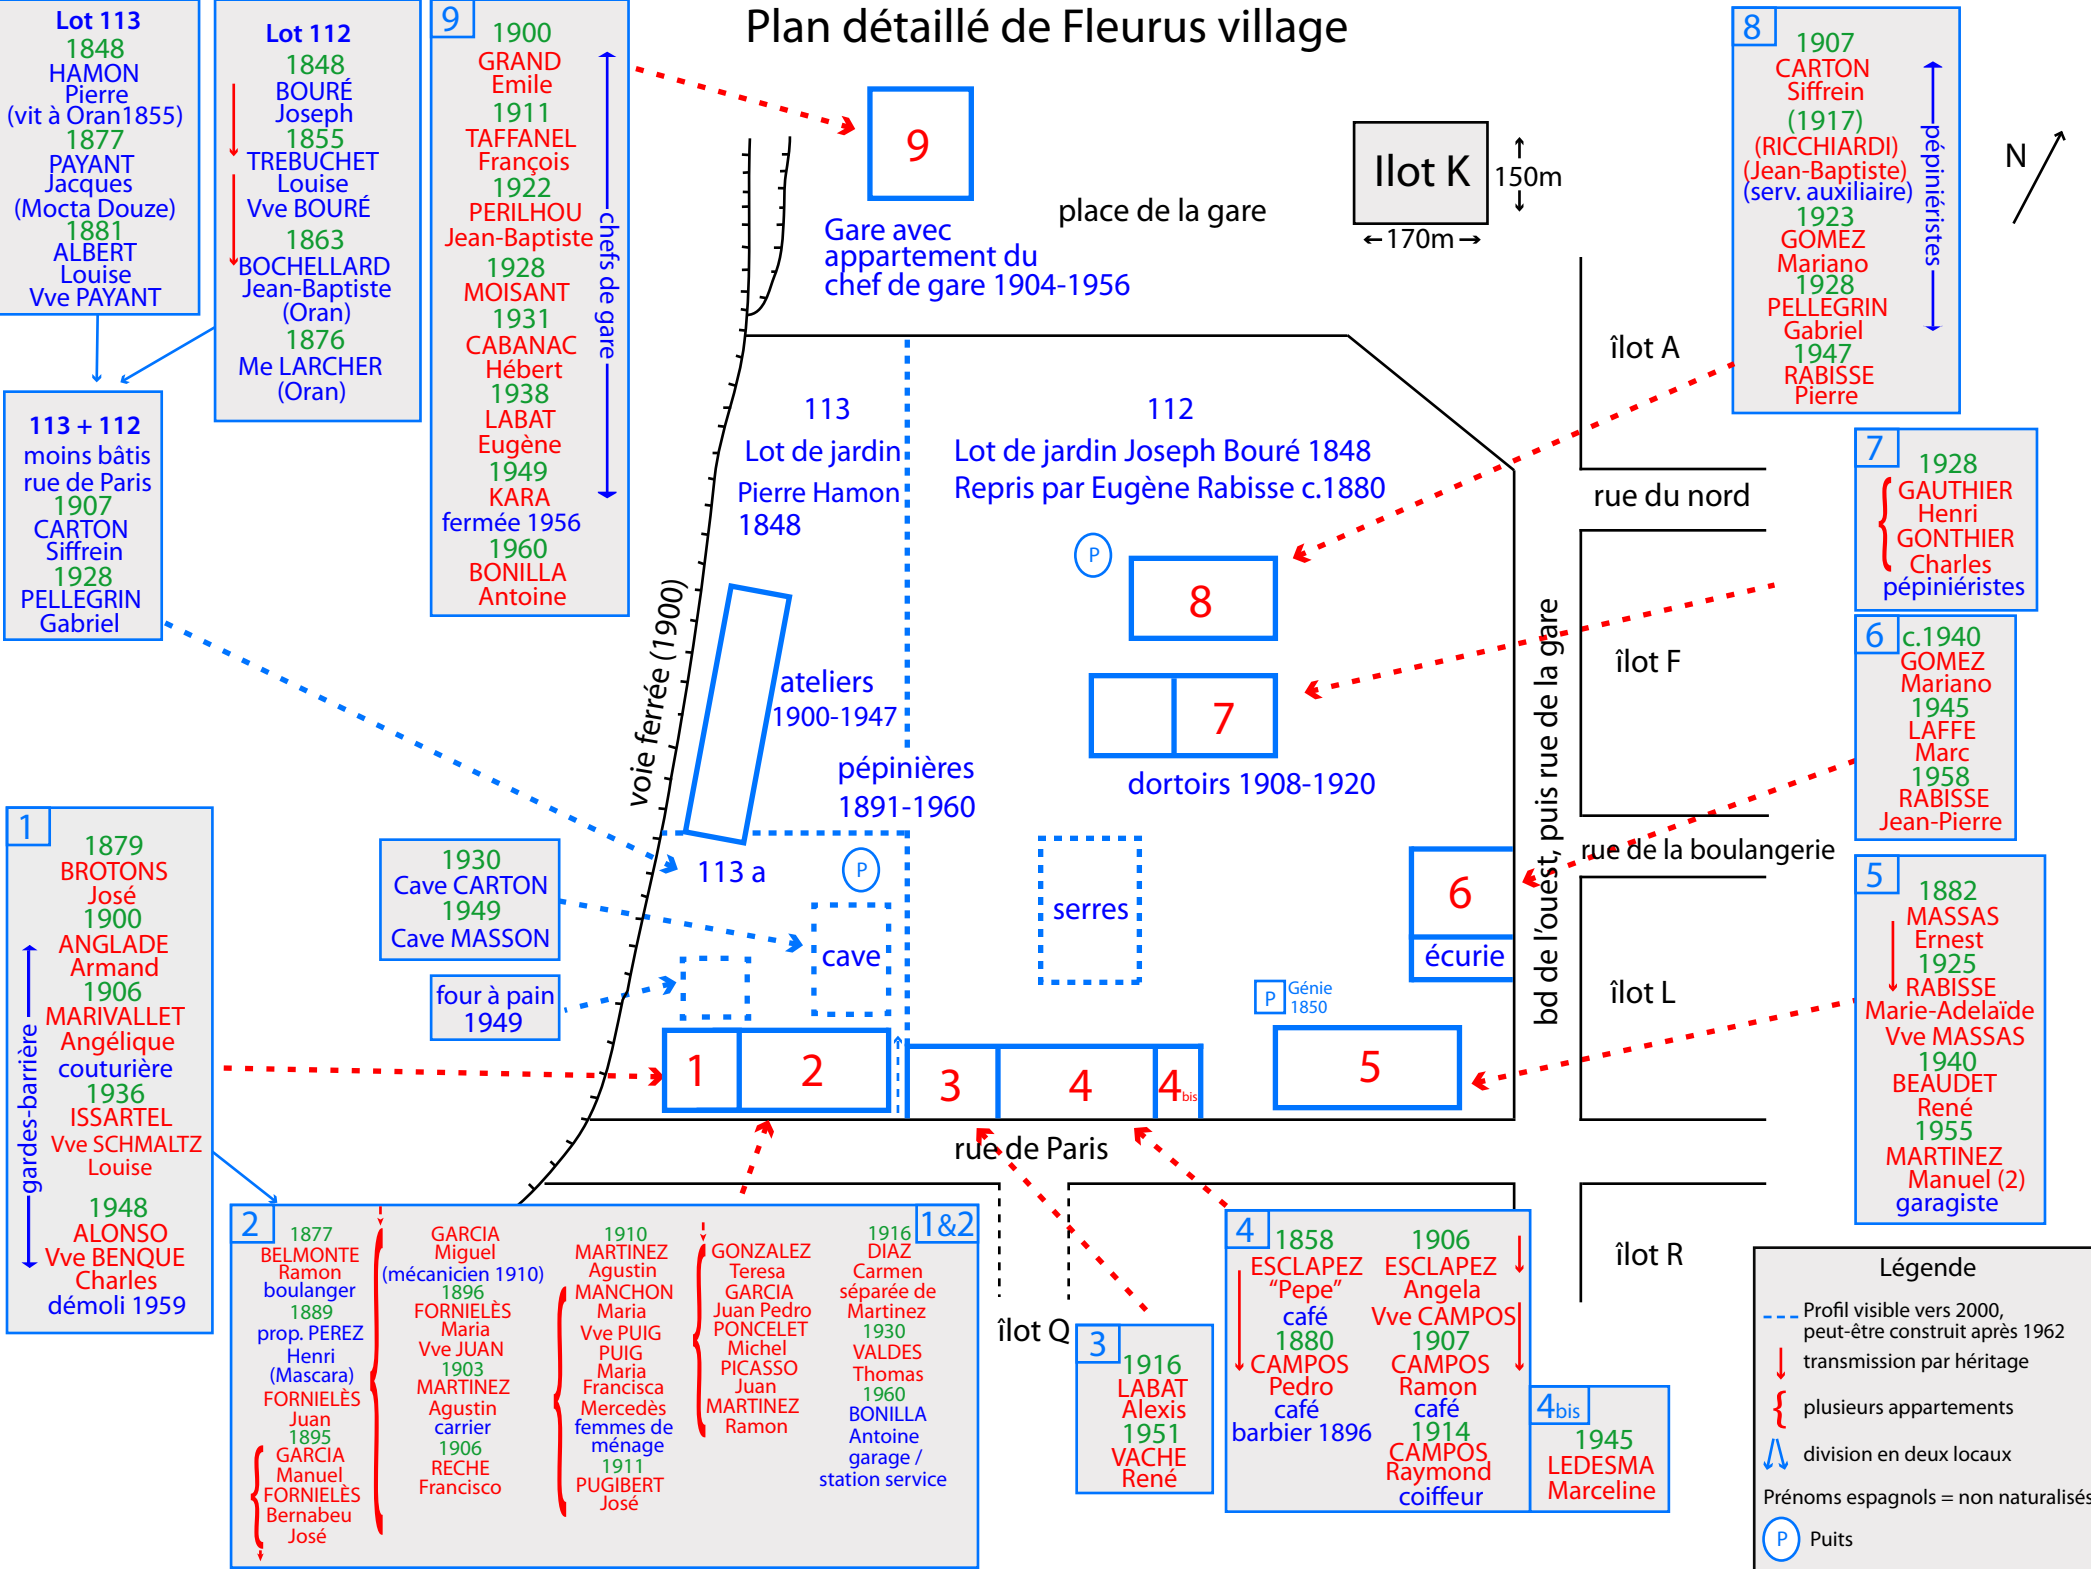 Plan détaillé de Fleurus village
Lot 113
1848
HAMON
Pierre
(vit à Oran1855)
1877
PAYANT
Jacques
(Mocta Douze)
1881
ALBERT
Louise
Vve PAYANT
Lot 112
1848
BOURÉ
Joseph
1855
TREBUCHET
Louise
Vve BOURÉ
1863
BOCHELLARD
Jean-Baptiste
(Oran)
1876
Me LARCHER
(Oran)
9
1900
GRAND
Emile
1911
TAFFANEL
François
1922
PERILHOU
Jean-Baptiste
1928
MOISANT
1931
CABANAC
Hébert
1938
LABAT
Eugène
1949
KARA
fermée 1956
1960
BONILLA
Antoine
chefs de gare
9
Gare avec
appartement du
chef de gare 1904-1956
place de la gare
Ilot K
150m
170m
8
1907
CARTON
Siffrein
(1917)
(RICCHIARDI)
(Jean-Baptiste)
(serv. auxiliaire)
1923
GOMEZ
Mariano
1928
PELLEGRIN
Gabriel
1947
RABISSE
Pierre
pépiniéristes
N
113 + 112
moins bâtis
rue de Paris
1907
CARTON
Siffrein
1928
PELLEGRIN
Gabriel
113
Lot de jardin
Pierre Hamon
1848
112
Lot de jardin Joseph Bouré 1848
Repris par Eugène Rabisse c.1880
îlot A
rue du nord
7
1928
GAUTHIER
Henri
GONTHIER
Charles
pépiniéristes
P
8
voie ferrée (1900)
ateliers
1900-1947
7
dortoirs 1908-1920
pépinières
1891-1960
bd de l'ouest, puis rue de la gare
îlot F
6
c.1940
GOMEZ
Mariano
1945
LAFFE
Marc
1958
RABISSE
Jean-Pierre
rue de la boulangerie
1
1879
BROTONS
José
1900
ANGLADE
Armand
1906
MARIVALLET
Angélique
couturière
1936
ISSARTEL
Vve SCHMALTZ
Louise
1948
ALONSO
Vve BENQUE
Charles
démoli 1959
gardes-barrière
1930
Cave CARTON
1949
Cave MASSON
four à pain
1949
113 a
P
cave
serres
6
écurie
P
Génie
1850
îlot L
5
1882
MASSAS
Ernest
1925
RABISSE
Marie-Adelaïde
Vve MASSAS
1940
BEAUDET
René
1955
MARTINEZ
Manuel (2)
garagiste
1
2
3
4
4bis
5
rue de Paris
îlot Q
îlot R
2
1877
BELMONTE
Ramon
boulanger
1889
prop. PEREZ
Henri
(Mascara)
FORNIELÈS
Juan
1895
GARCIA
Manuel
FORNIELÈS
Bernabeu
José
GARCIA
Miguel
(mécanicien 1910)
1896
FORNIELÈS
Maria
Vve JUAN
1903
MARTINEZ
Agustin
carrier
1906
RECHE
Francisco
1910
MARTINEZ
Agustin
MANCHON
Maria
Vve PUIG
PUIG
Maria
Francisca
Mercedès
femmes de
ménage
1911
PUGIBERT
José
GONZALEZ
Teresa
GARCIA
Juan Pedro
PONCELET
Michel
PICASSO
Juan
MARTINEZ
Ramon
1&2
1916
DIAZ
Carmen
séparée de
Martinez
1930
VALDES
Thomas
1960
BONILLA
Antoine
garage /
station service
3
1916
LABAT
Alexis
1951
VACHE
René
4
1858
ESCLAPEZ
"Pepe"
café
1880
CAMPOS
Pedro
café
barbier 1896
1906
ESCLAPEZ
Angela
Vve CAMPOS
1907
CAMPOS
Ramon
café
1914
CAMPOS
Raymond
coiffeur
4bis
1945
LEDESMA
Marceline
Légende
Profil visible vers 2000,
peut-être construit après 1962
transmission par héritage
plusieurs appartements
division en deux locaux
Prénoms espagnols = non naturalisés
P Puits